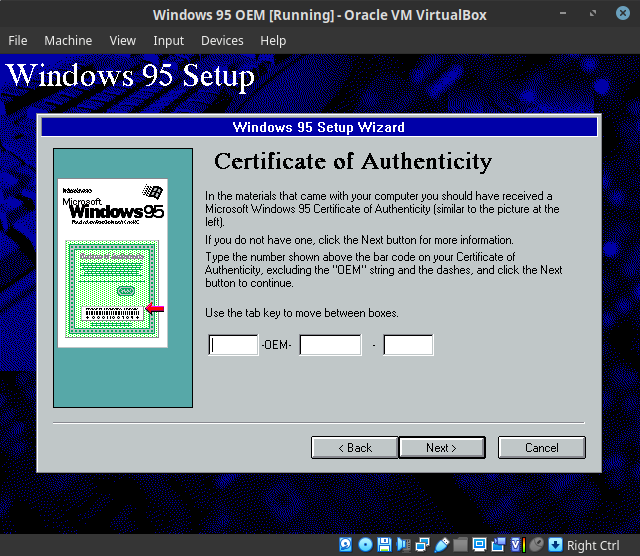 Windows 95 OEM [Running] - Oracle VM VirtualBox
File Machine View Input Devices Help
Windows 95 Setup
Windows 95 Setup Wizard
Certificate of Authenticity
Microsoft
Windows95
In the materials that came with your computer you should have received a
Microsoft Windows 95 Certificate of Authenticity (similar to the picture at the
left).
If you do not have one, click the Next button for more information.
Type the number shown above the bar code on your Certificate of
Authenticity, excluding the "OEM" string and the dashes, and click the Next
button to continue.
Use the tab key to move between boxes.
-OEM- -
< Back Next > Cancel
Right Ctrl